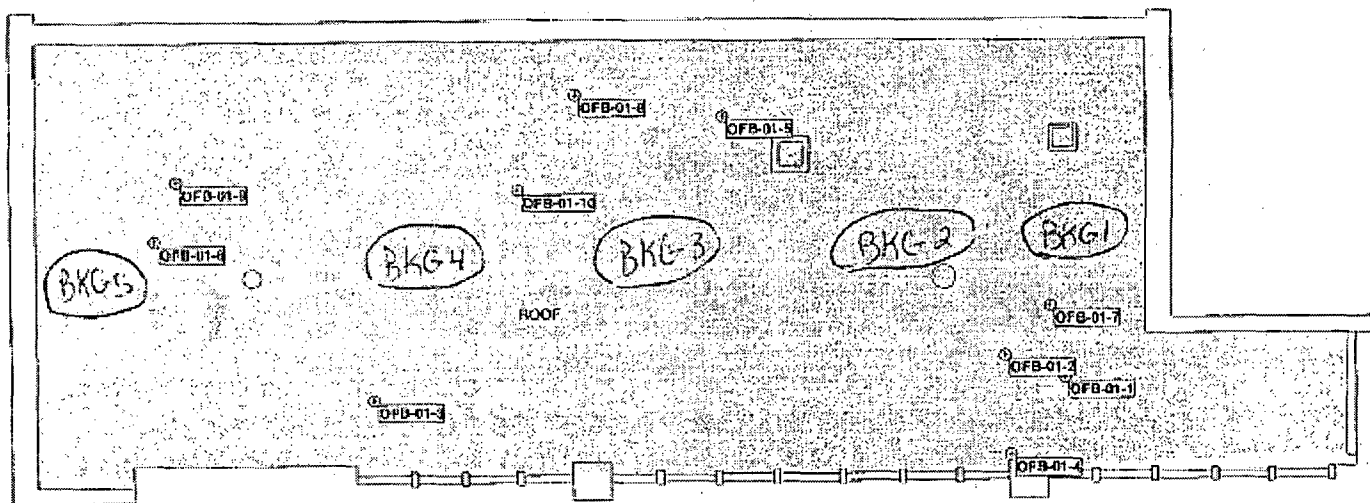 OFB-01-8
OFB-01-5
OFB-01-9
OFB-01-10
OFB-01-6
BKG5
BKG4
BKG-3
BKG-2
BKG1
ROOF
OFB-01-7
OFB-01-2
OFB-01-1
OFB-01-3
OFB-01-4